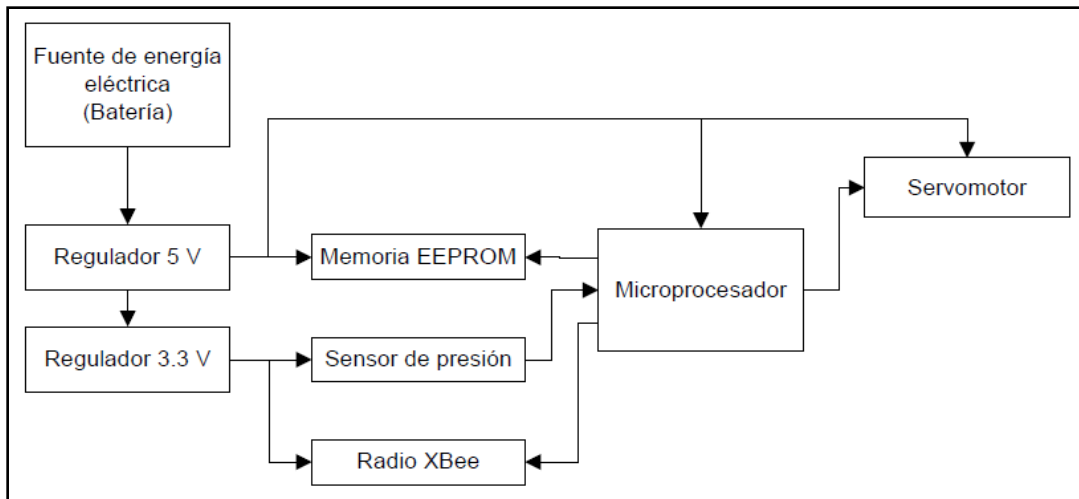 Fuente de energía
eléctrica
(Batería)
Servomotor
Regulador 5 V
Memoria EEPROM
Microprocesador
Regulador 3.3 V
Sensor de presión
Radio XBee